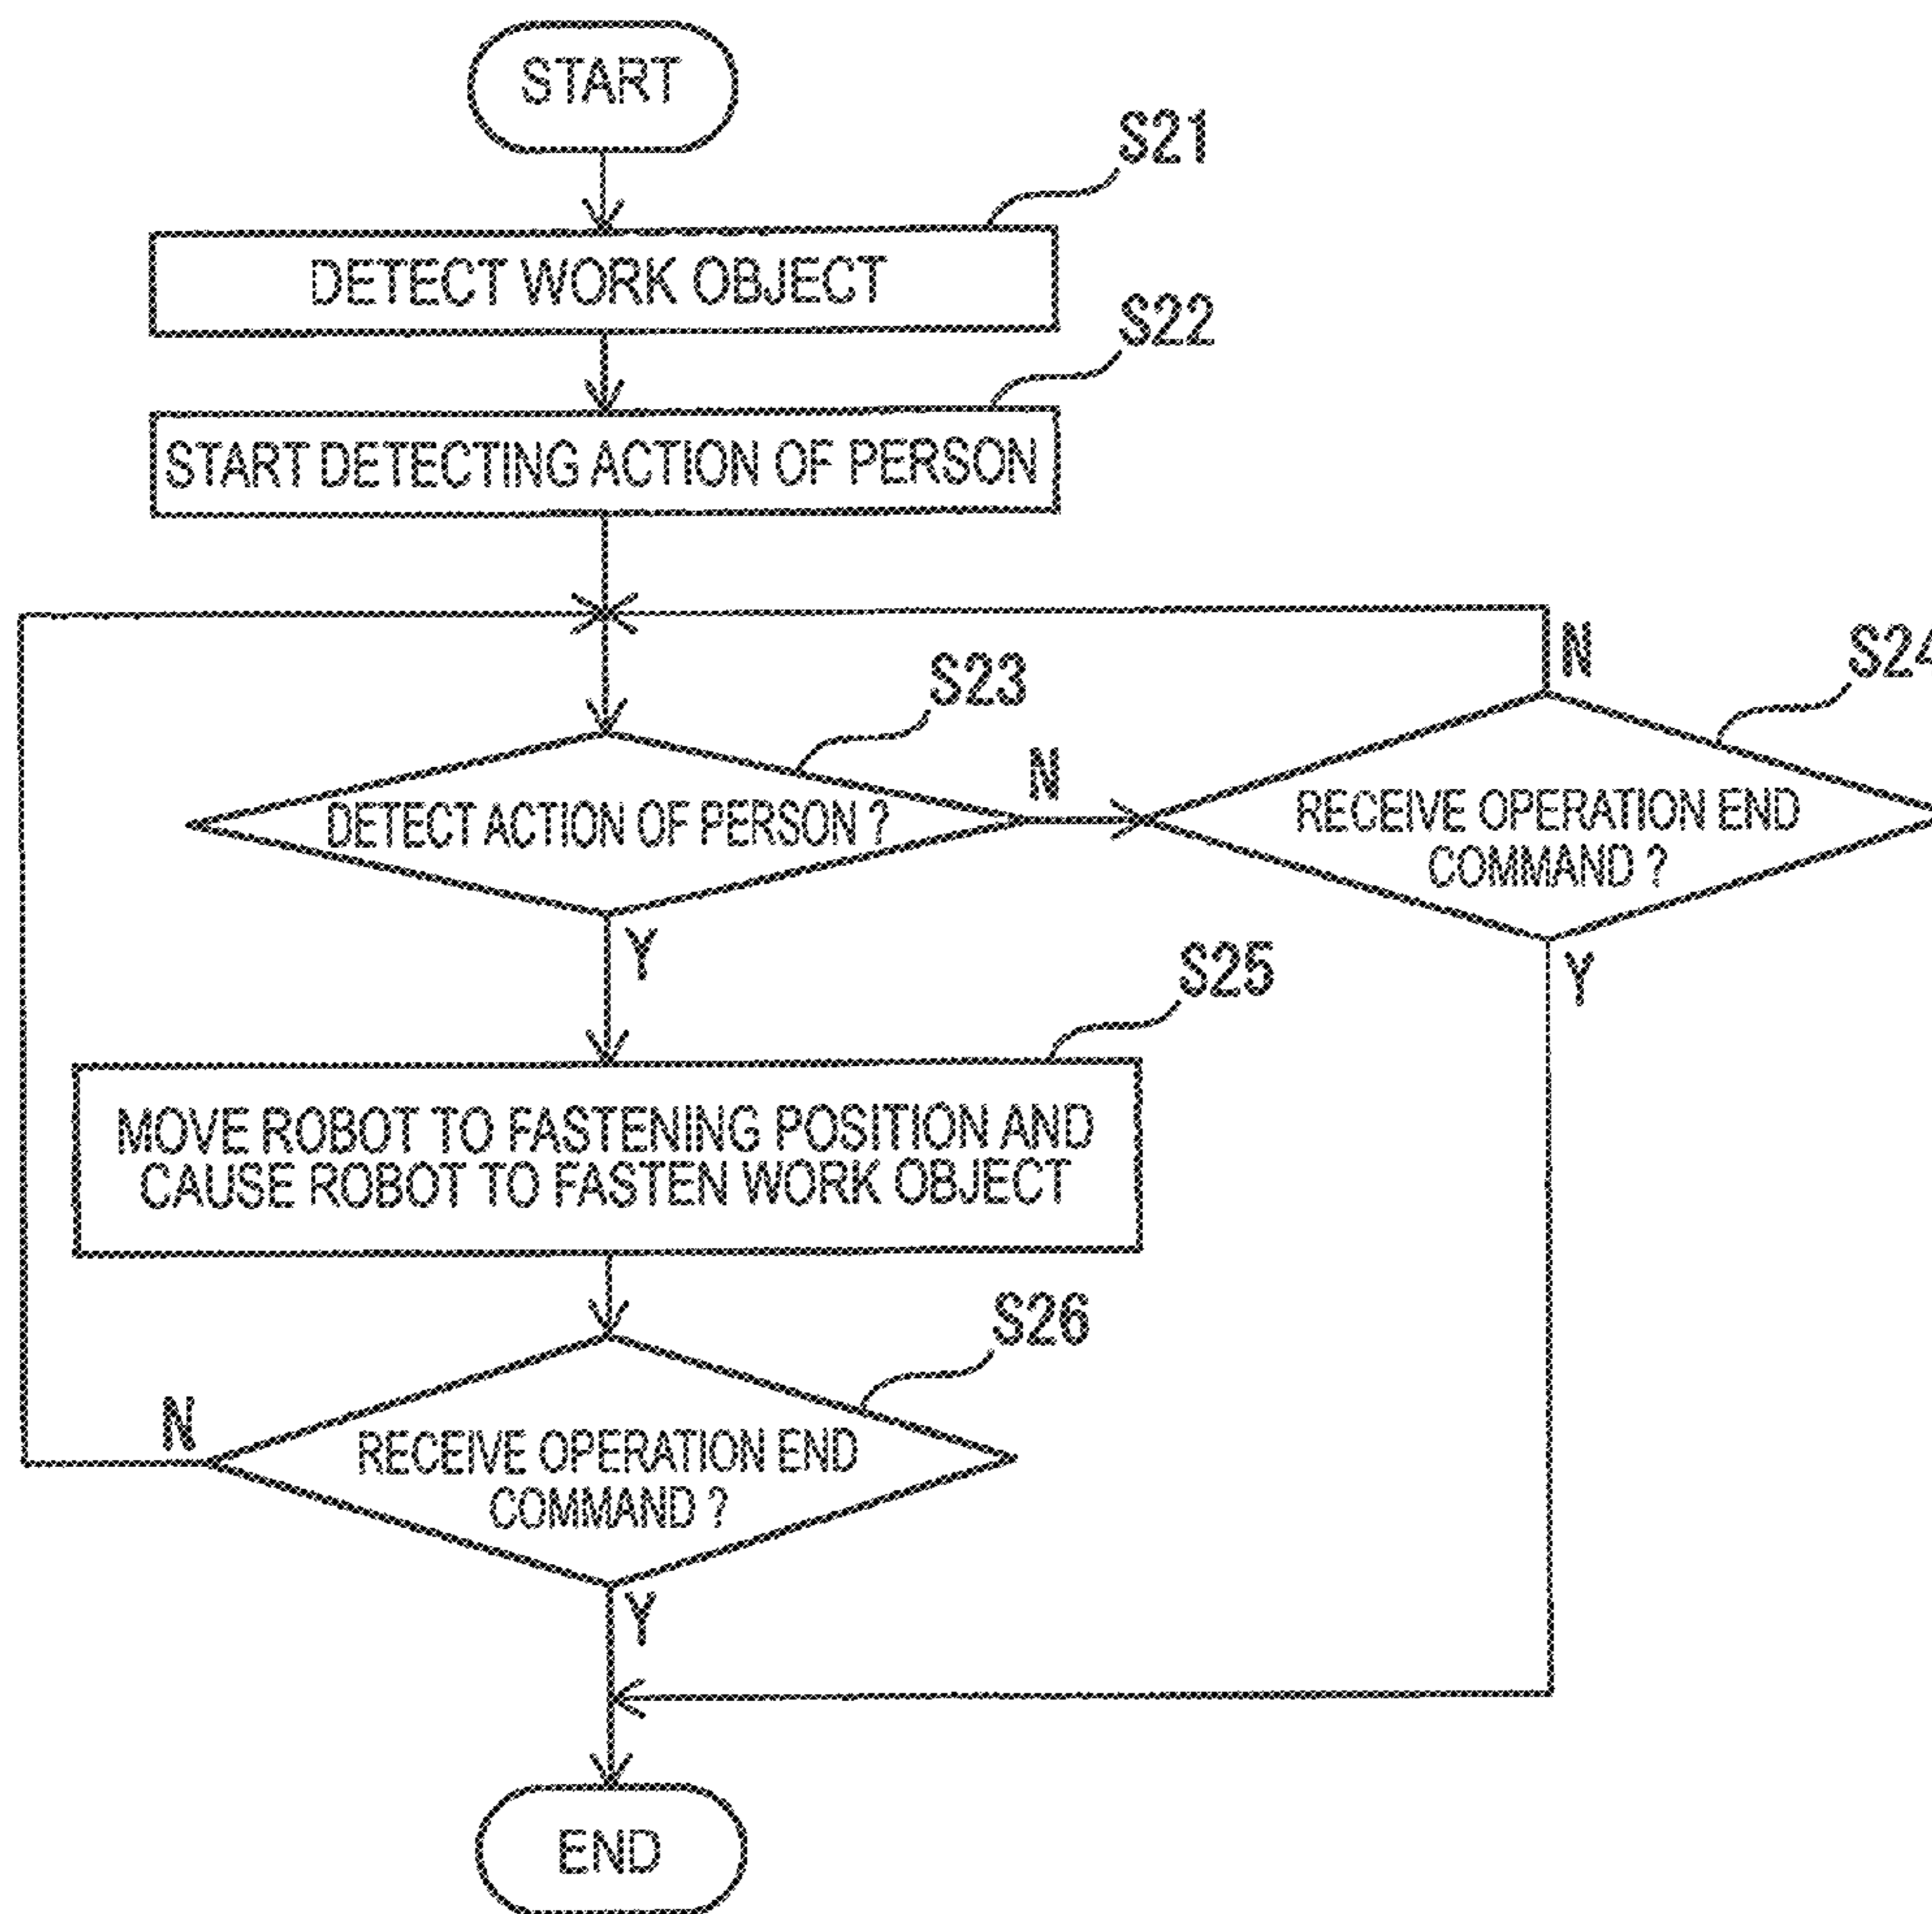 START
S21
DETECT WORK OBJECT
S22
START DETECTING ACTION OF PERSON
N
S24
S23
N
DETECT ACTION OF PERSON ?
RECEIVE OPERATION END
COMMAND ?
Y
Y
S25
MOVE ROBOT TO FASTENING POSITION AND
CAUSE ROBOT TO FASTEN WORK OBJECT
S26
N
RECEIVE OPERATION END
COMMAND ?
Y
END